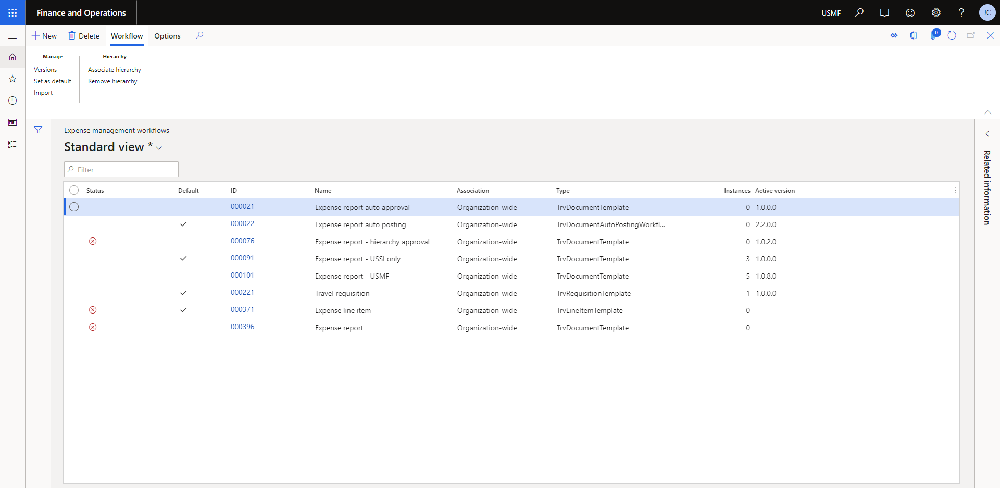 Finance and Operations
USMF
JC
New
Delete
Workflow
Options
0
Manage
Hierarchy
Versions
Associate hierarchy
Set as default
Remove hierarchy
Import
Expense management workflows
Standard view *
Filter
Related information
Status Default ID Name Association Type Instances Active version
000021 Expense report auto approval Organization-wide TrvDocumentTemplate 0 1.0.0.0
000022 Expense report auto posting Organization-wide TrvDocumentAutoPostingWorkfl... 0 2.2.0.0
000076 Expense report - hierarchy approval Organization-wide TrvDocumentTemplate 0 1.0.2.0
000091 Expense report - USSI only Organization-wide TrvDocumentTemplate 3 1.0.0.0
000101 Expense report - USMF Organization-wide TrvDocumentTemplate 5 1.0.8.0
000221 Travel requisition Organization-wide TrvRequisitionTemplate 1 1.0.0.0
000371 Expense line item Organization-wide TrvLineItemTemplate 0
000396 Expense report Organization-wide TrvDocumentTemplate 0